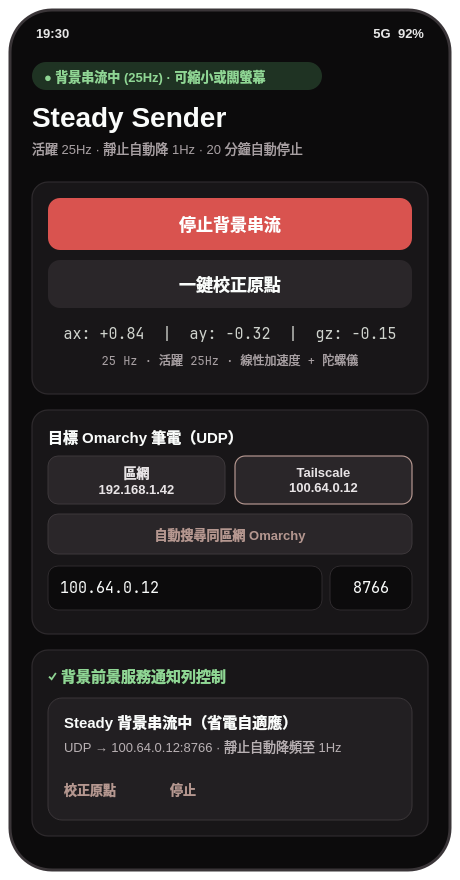 19:30 5G 92%
● 背景串流中 (25Hz) · 可縮小或關螢幕
Steady Sender
活躍 25Hz · 靜止自動降 1Hz · 20 分鐘自動停止
停止背景串流
一鍵校正原點
ax: +0.84 | ay: -0.32 | gz: -0.15
25 Hz · 活躍 25Hz · 線性加速度 + 陀螺儀
目標 Omarchy 筆電（UDP）
區網
192.168.1.42
Tailscale
100.64.0.12
自動搜尋同區網 Omarchy
100.64.0.12 8766
✓ 背景前景服務通知列控制
Steady 背景串流中（省電自適應）
UDP → 100.64.0.12:8766 · 靜止自動降頻至 1Hz
校正原點 停止